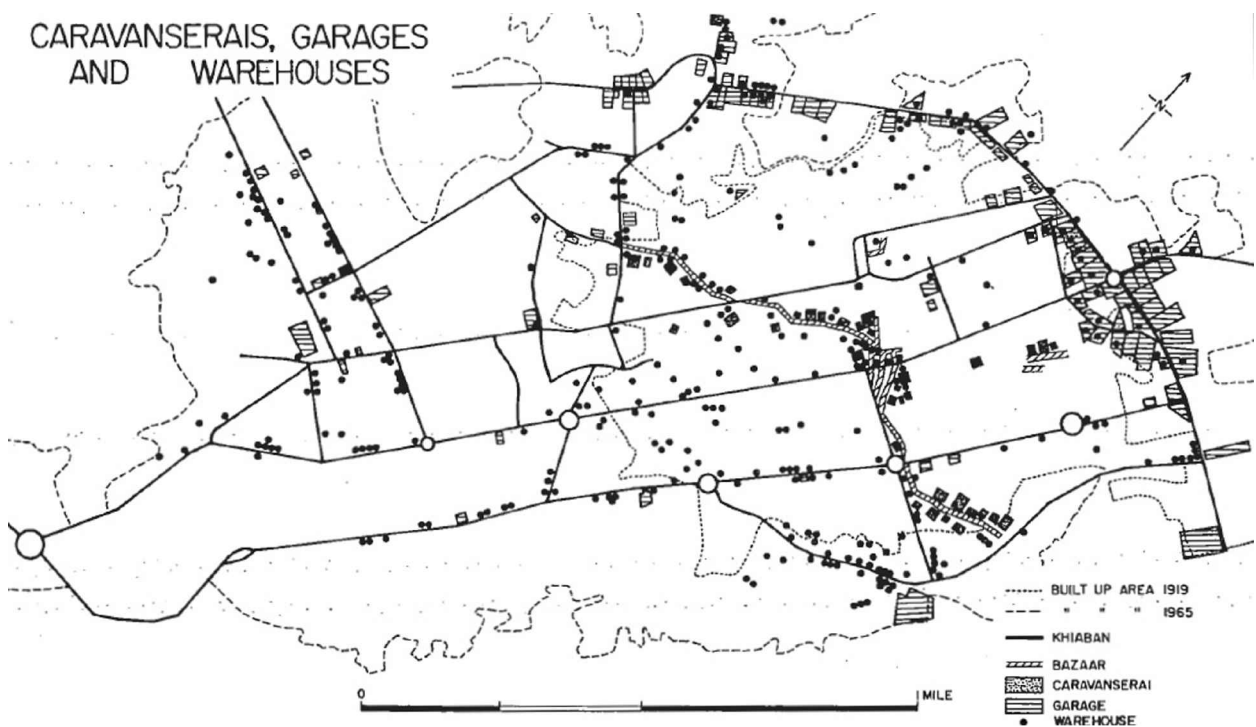 CARAVANSERAIS, GARAGES
AND WAREHOUSES
N
BUILT UP AREA 1919
" " " 1965
KHIABAN
BAZAAR
CARAVANSERAI
GARAGE
WAREHOUSE
0 1 MILE